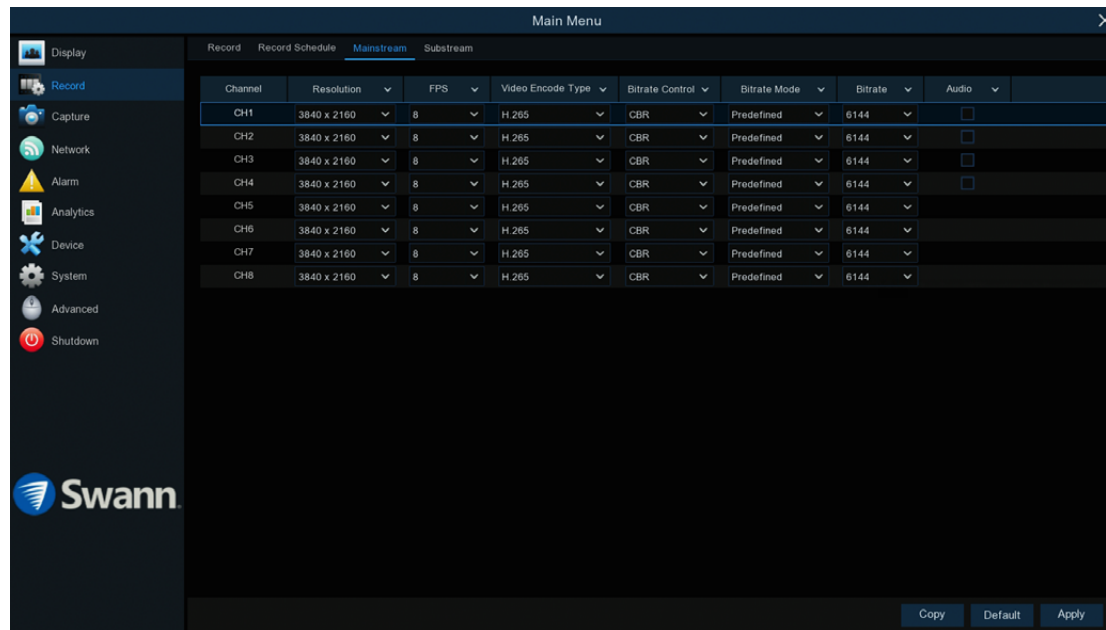 Main Menu
Display
Record
Capture
Network
Alarm
Analytics
Device
System
Advanced
Shutdown
Swann
Record Record Schedule Mainstream Substream
Channel Resolution FPS Video Encode Type Bitrate Control Bitrate Mode Bitrate Audio
CH1 3840 x 2160 8 H.265 CBR Predefined 6144
CH2 3840 x 2160 8 H.265 CBR Predefined 6144
CH3 3840 x 2160 8 H.265 CBR Predefined 6144
CH4 3840 x 2160 8 H.265 CBR Predefined 6144
CH5 3840 x 2160 8 H.265 CBR Predefined 6144
CH6 3840 x 2160 8 H.265 CBR Predefined 6144
CH7 3840 x 2160 8 H.265 CBR Predefined 6144
CH8 3840 x 2160 8 H.265 CBR Predefined 6144
Copy Default Apply